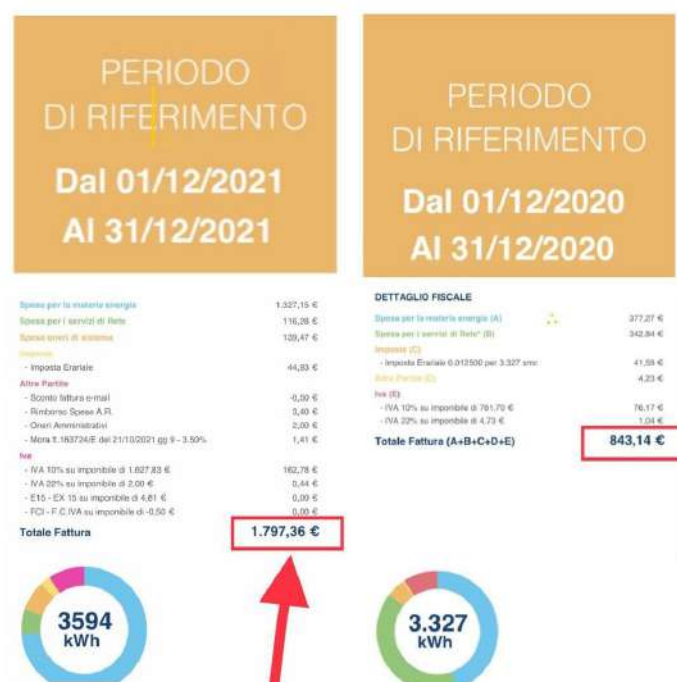 PERIODO
DI RIFERIMENTO
Dal 01/12/2021
Al 31/12/2021
Spesa per la materia energia 1.327,15 €
Spesa per i servizi di Rete 116,28 €
Spesa oneri di sistema 139,47 €
Imposte
- Imposta Erariale 44,93 €
Altre Partite
- Sconto fattura e-mail -0,50 €
- Rimborso Spese A.R. 0,40 €
- Oneri Amministrativi 2,00 €
- Mora f. 163724/E del 21/10/2021 gg 9 - 3.50% 1,41 €
Iva
- IVA 10% su imponibile di 1.627,83 € 162,78 €
- IVA 22% su imponibile di 2,00 € 0,44 €
- E15 - EX 15 su imponibile di 4,81 € 0,00 €
- FCI - F.C.IVA su imponibile di -0,50 € 0,00 €
Totale Fattura 1.797,36 €
3594
kWh
PERIODO
DI RIFERIMENTO
Dal 01/12/2020
Al 31/12/2020
DETTAGLIO FISCALE
Spesa per la materia energia (A) 377,27 €
Spesa per i servizi di Rete* (B) 342,84 €
Imposte (C)
- Imposta Erariale 0.012500 per 3.327 smc 41,59 €
Altre Partite (D) 4,23 €
Iva (E)
- IVA 10% su imponibile di 761,70 € 76,17 €
- IVA 22% su imponibile di 4,73 € 1,04 €
Totale Fattura (A+B+C+D+E) 843,14 €
3.327
kWh